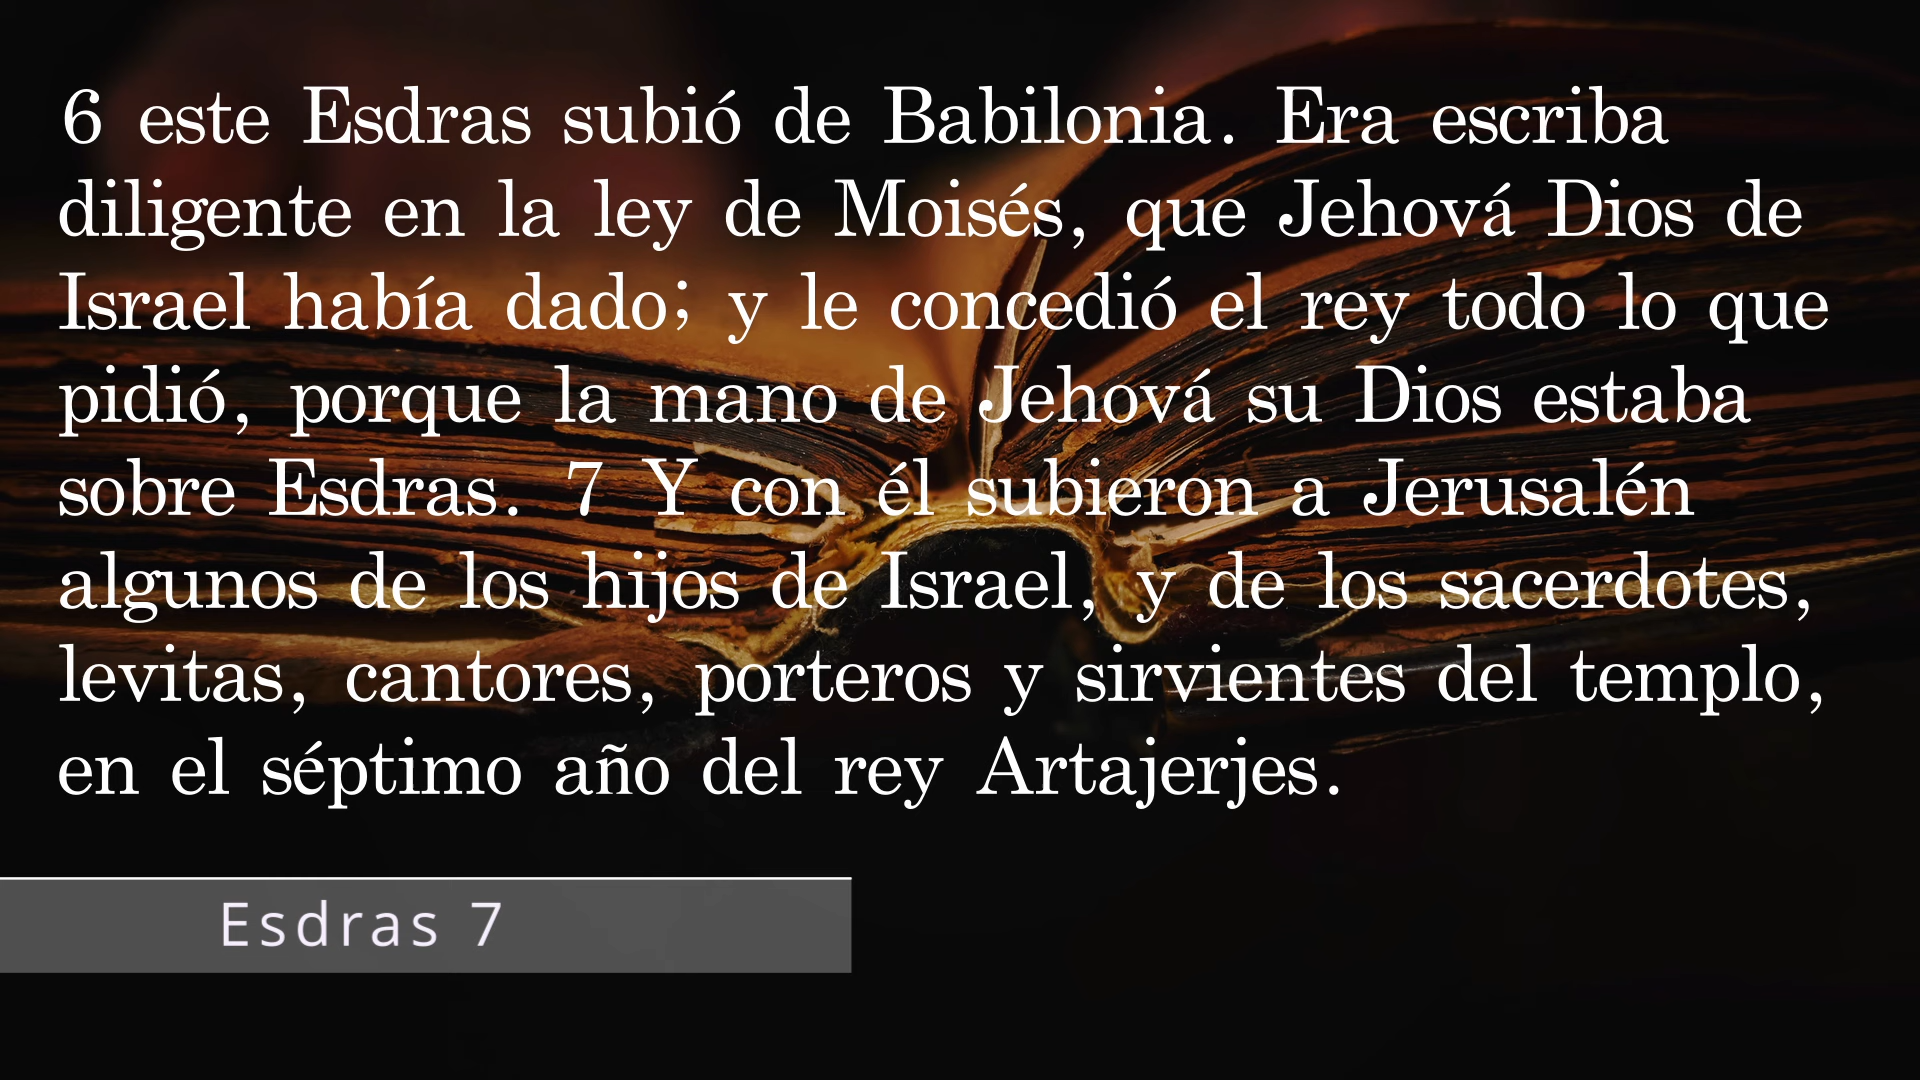 6 este Esdras subió de Babilonia. Era escriba
diligente en la ley de Moisés, que Jehová Dios de
Israel había dado; y le concedió el rey todo lo que
pidió, porque la mano de Jehová su Dios estaba
sobre Esdras. 7 Y con él subieron a Jerusalén
algunos de los hijos de Israel, y de los sacerdotes,
levitas, cantores, porteros y sirvientes del templo,
en el séptimo año del rey Artajerjes.
Esdras 7